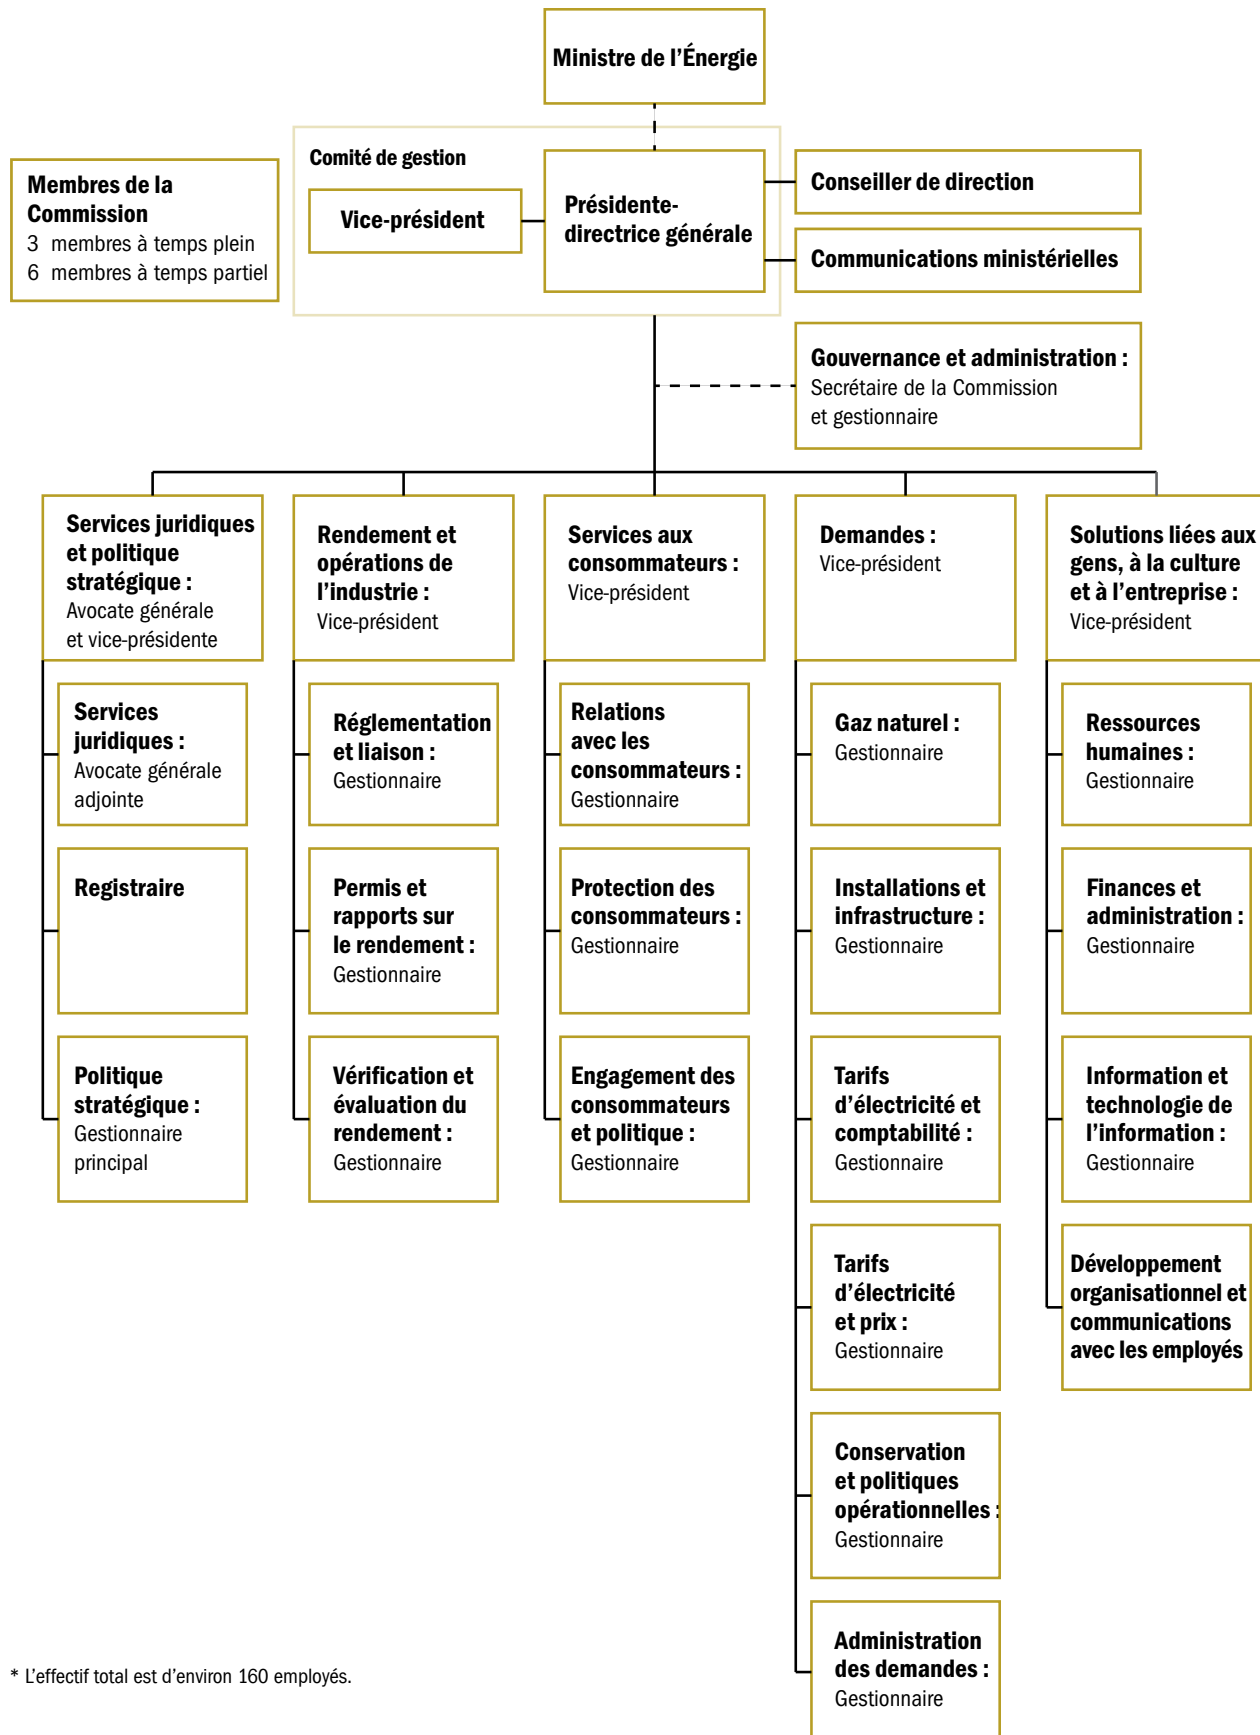 Ministre de l'Énergie
Comité de gestion
Membres de la
Commission
3 membres à temps plein
6 membres à temps partiel
Vice-président
Présidente-
directrice générale
Conseiller de direction
Communications ministérielles
Gouvernance et administration :
Secrétaire de la Commission
et gestionnaire
Services juridiques
et politique
stratégique :
Avocate générale
et vice-présidente
Rendement et
opérations de
l'industrie :
Vice-président
Services aux
consommateurs :
Vice-président
Demandes :
Vice-président
Solutions liées aux
gens, à la culture
et à l'entreprise :
Vice-président
Services
juridiques :
Avocate générale
adjointe
Réglementation
et liaison :
Gestionnaire
Relations
avec les
consommateurs :
Gestionnaire
Gaz naturel :
Gestionnaire
Ressources
humaines :
Gestionnaire
Registraire
Permis et
rapports sur
le rendement :
Gestionnaire
Protection des
consommateurs :
Gestionnaire
Installations et
infrastructure :
Gestionnaire
Finances et
administration :
Gestionnaire
Politique
stratégique :
Gestionnaire
principal
Vérification et
évaluation du
rendement :
Gestionnaire
Engagement des
consommateurs
et politique :
Gestionnaire
Tarifs
d'électricité et
comptabilité :
Gestionnaire
Information et
technologie de
l'information :
Gestionnaire
Tarifs
d'électricité
et prix :
Gestionnaire
Développement
organisationnel et
communications
avec les employés
Conservation
et politiques
opérationnelles :
Gestionnaire
Administration
des demandes :
Gestionnaire
* L'effectif total est d'environ 160 employés.